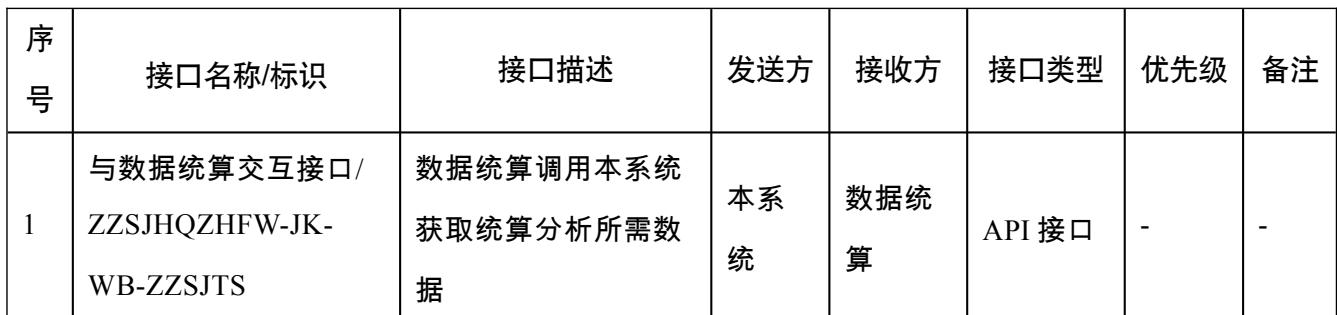 序号
接口名称/标识
接口描述
发送方
接收方
接口类型
优先级
备注
1
与数据统算交互接口/
ZZSJHQZHFW-JK-
WB-ZZSJTS
数据统算调用本系统
获取统算分析所需数
据
本系
统
数据统
算
API 接口
-
-